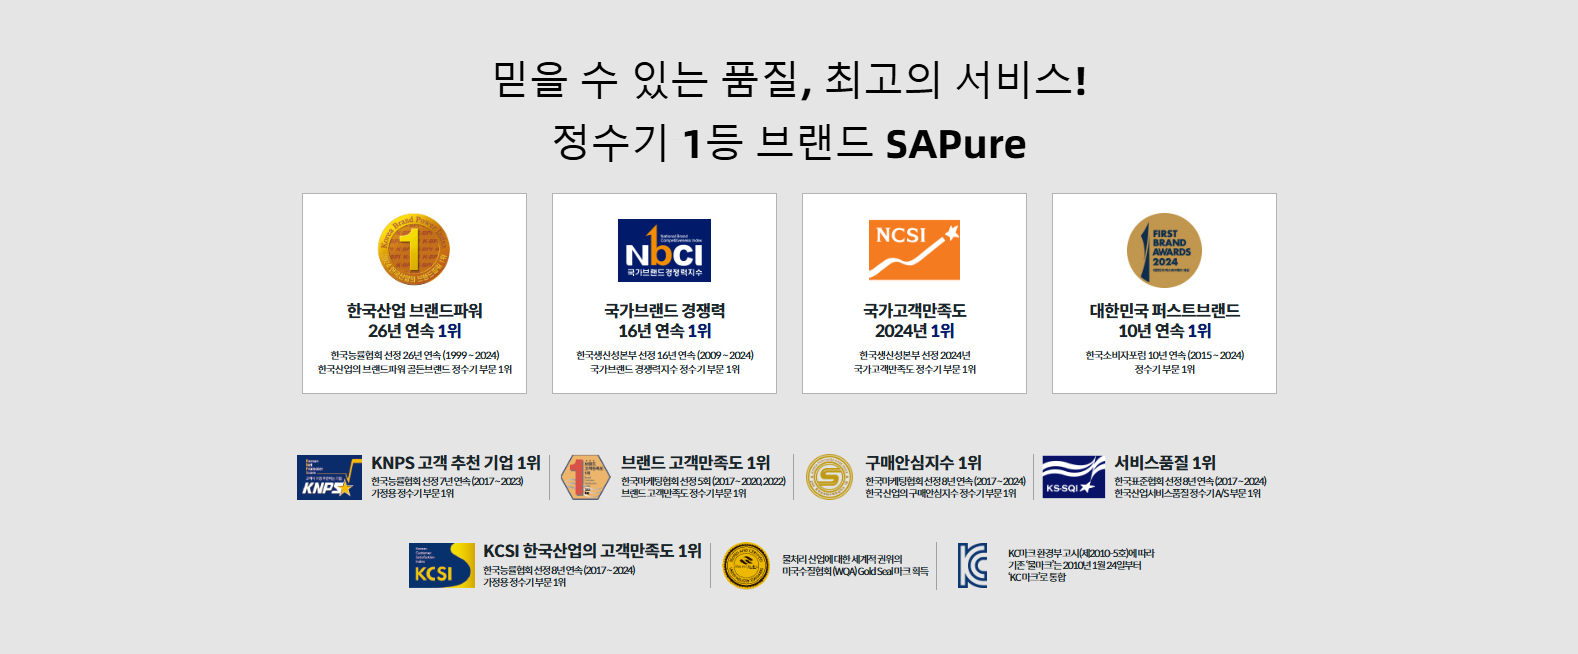 믿을 수 있는 품질, 최고의 서비스!
정수기 1등 브랜드 SAPure
Korea Brand Power
1
한국산업 브랜드파워
26년 연속 1위
한국능률협회 선정 26년 연속 (1999 ~ 2024)
한국산업의 브랜드파워 골든브랜드 정수기 부문 1위
National Brand
Competitiveness Index
NbCI
국가브랜드경쟁력지수
국가브랜드 경쟁력
16년 연속 1위
한국생산성본부 선정 16년 연속 (2009 ~ 2024)
국가브랜드 경쟁력지수 정수기 부문 1위
NCSI
국가고객만족도
2024년 1위
한국생산성본부 선정 2024년
국가고객만족도 정수기 부문 1위
FIRST
BRAND
AWARDS
2024
대한민국 퍼스트브랜드
10년 연속 1위
한국소비자포럼 10년 연속 (2015 ~ 2024)
정수기 부문 1위
KNPS
KNPS 고객 추천 기업 1위
한국능률협회 선정 7년 연속 (2017 ~ 2023)
가정용 정수기 부문 1위
1
브랜드 고객만족도 1위
한국마케팅협회 선정 5회 (2017 ~ 2020, 2022)
브랜드 고객만족도 정수기 부문 1위
S
구매안심지수 1위
한국마케팅협회 선정 8년 연속 (2017 ~ 2024)
한국 산업의 구매안심지수 정수기 부문 1위
KS-SQI
서비스품질 1위
한국표준협회 선정 8년 연속 (2017 ~ 2024)
한국산업서비스품질 정수기 A/S 부문 1위
Korean
Customer
Satisfaction
Index
KCSI
KCSI 한국산업의 고객만족도 1위
한국능률협회 선정 8년 연속 (2017 ~ 2024)
가정용 정수기 부문 1위
물처리 산업에 대한 세계적 권위의
미국수질협회 (WQA) Gold Seal 마크 획득
KC
KC마크 환경부 고시(제2010-5호)에 따라
기존 '물마크'는 2010년 1월 24일부터
'KC 마크'로 통합